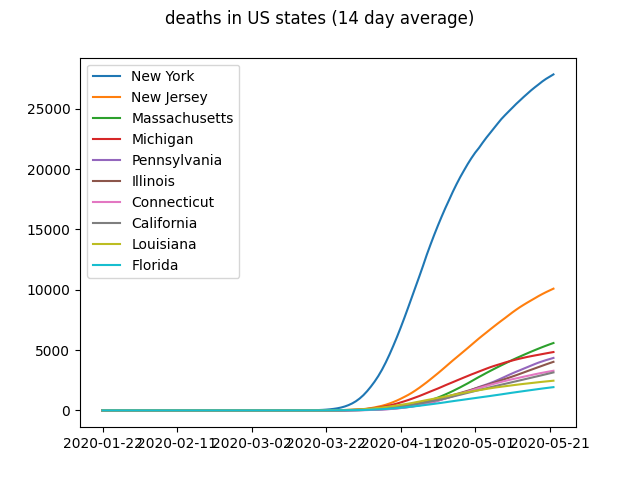 deaths in US states (14 day average)
New York
New Jersey
Massachusetts
Michigan
Pennsylvania
Illinois
Connecticut
California
Louisiana
Florida
25000
20000
15000
10000
5000
0
2020-01-22 2020-02-11 2020-03-02 2020-03-22 2020-04-11 2020-05-01 2020-05-21